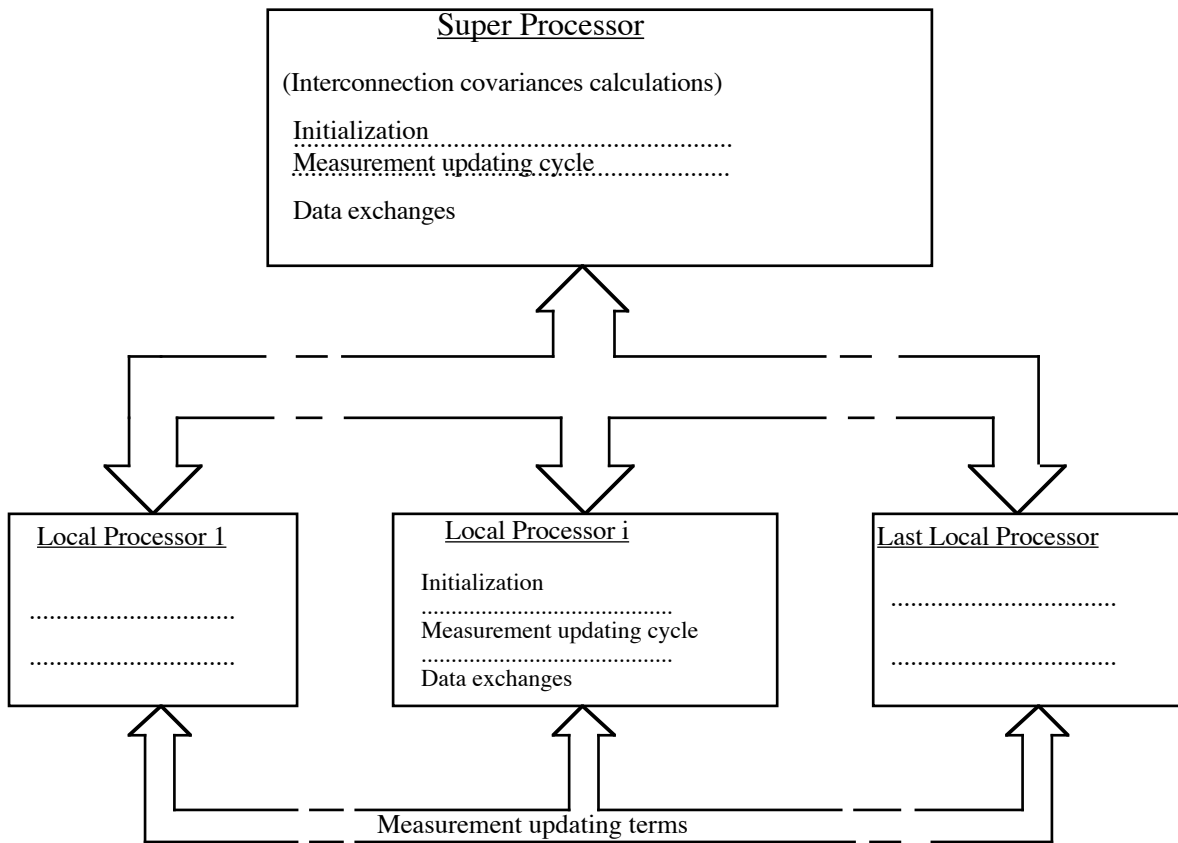 Super Processor
(Interconnection covariances calculations)
Initialization
Measurement updating cycle
Data exchanges
Local Processor 1
Local Processor i
Initialization
Measurement updating cycle
Data exchanges
Last Local Processor
Measurement updating terms